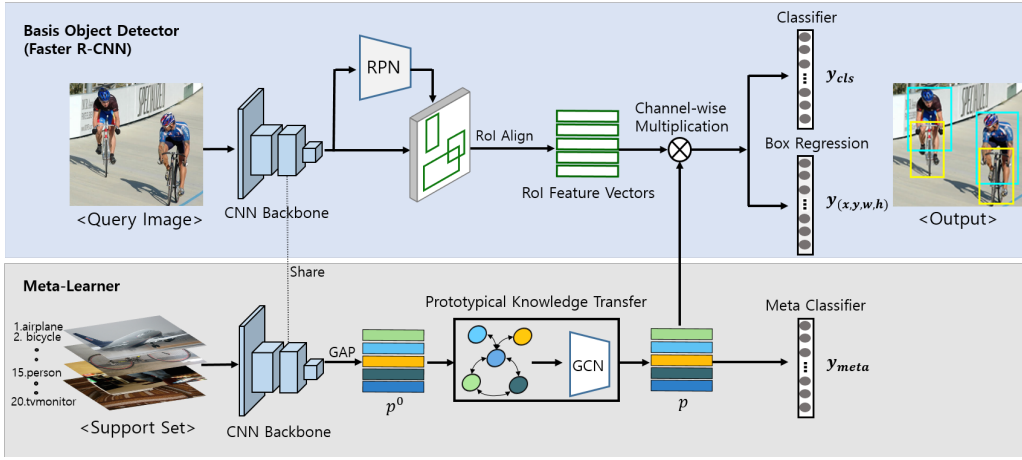 Basis Object Detector
(Faster R-CNN)
<Query Image>
CNN Backbone
RPN
RoI Align
RoI Feature Vectors
Channel-wise
Multiplication
Classifier
y_cls
Box Regression
y_(x,y,w,h)
<Output>
Share
Meta-Learner
1.airplane
2. bicycle
15.person
20.tvmonitor
<Support Set>
CNN Backbone
GAP
p^0
Prototypical Knowledge Transfer
GCN
p
Meta Classifier
y_meta